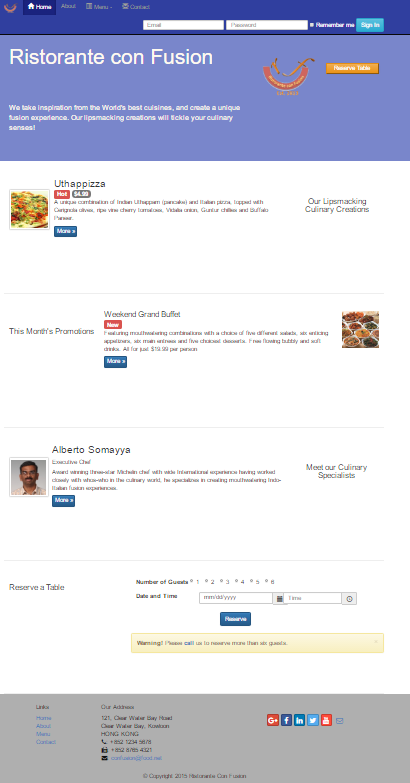 Home About Menu Contact
Email Password Remember me Sign in
Ristorante con Fusion
Reserve Table
We take inspiration from the World's best cuisines, and create a unique
fusion experience. Our lipsmacking creations will tickle your culinary
senses!
Uthappizza
Hot $4.99
A unique combination of Indian Uthappam (pancake) and Italian pizza, topped with
Cerignola olives, ripe vine cherry tomatoes, Vidalia onion, Guntur chillies and Buffalo
Paneer.
More »
Our Lipsmacking
Culinary Creations
This Month's Promotions
Weekend Grand Buffet
New
Featuring mouthwatering combinations with a choice of five different salads, six enticing
appetizers, six main entrees and five choicest desserts. Free flowing bubbly and soft
drinks. All for just $19.99 per person
More »
Alberto Somayya
Executive Chef
Award winning three-star Michelin chef with wide International experience having worked
closely with whos-who in the culinary world, he specializes in creating mouthwatering Indo-
Italian fusion experiences.
More »
Meet our Culinary
Specialists
Reserve a Table
Number of Guests 1 2 3 4 5 6
Date and Time mm/dd/yyyy Time
Reserve
Warning! Please call us to reserve more than six guests. ×
Links
Home
About
Menu
Contact
Our Address
121, Clear Water Bay Road
Clear Water Bay, Kowloon
HONG KONG
+852 1234 5678
+852 8765 4321
confusion@food.net
© Copyright 2015 Ristorante Con Fusion